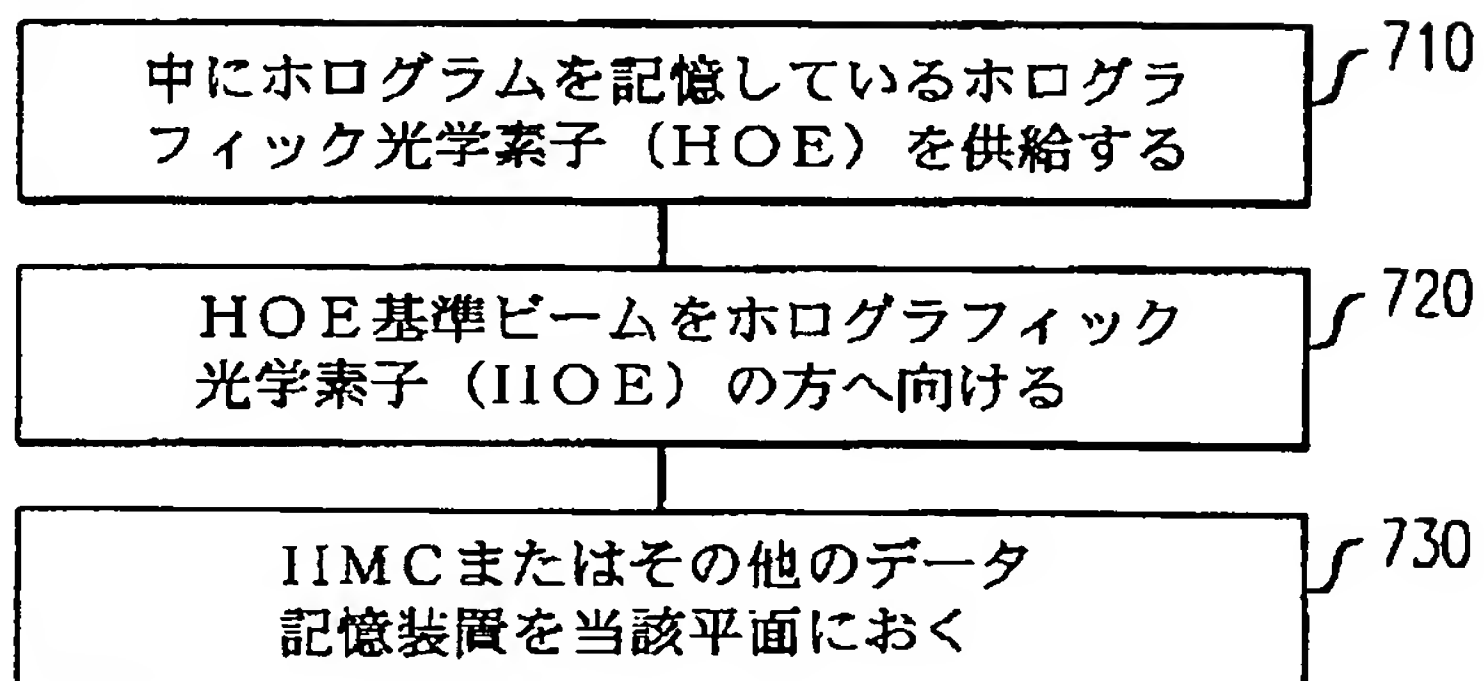 中にホログラムを記憶しているホログラ
フィック光学素子（HOE）を供給する
710
HOE基準ビームをホログラフィック
光学素子（IIOE）の方へ向ける
720
IIMCまたはその他のデータ
記憶装置を当該平面におく
730